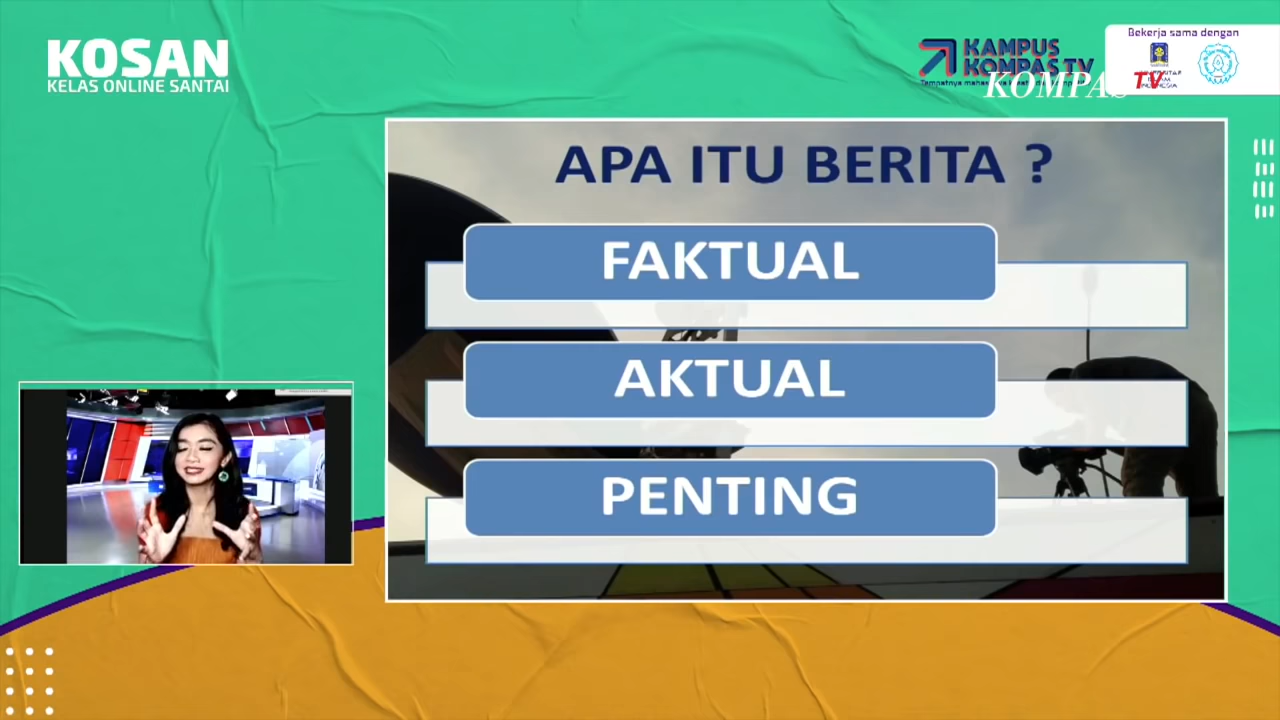 KOSAN
KELAS ONLINE SANTAI
KAMPUS
KOMPAS TV
KOMPAS TV
Bekerja sama dengan
APA ITU BERITA ?
FAKTUAL
AKTUAL
PENTING